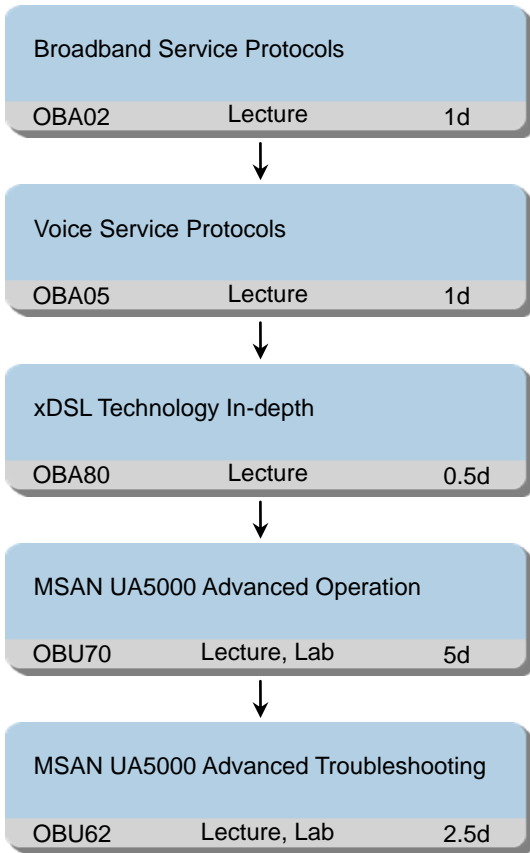 Broadband Service Protocols
OBA02 Lecture 1d
Voice Service Protocols
OBA05 Lecture 1d
xDSL Technology In-depth
OBA80 Lecture 0.5d
MSAN UA5000 Advanced Operation
OBU70 Lecture, Lab 5d
MSAN UA5000 Advanced Troubleshooting
OBU62 Lecture, Lab 2.5d